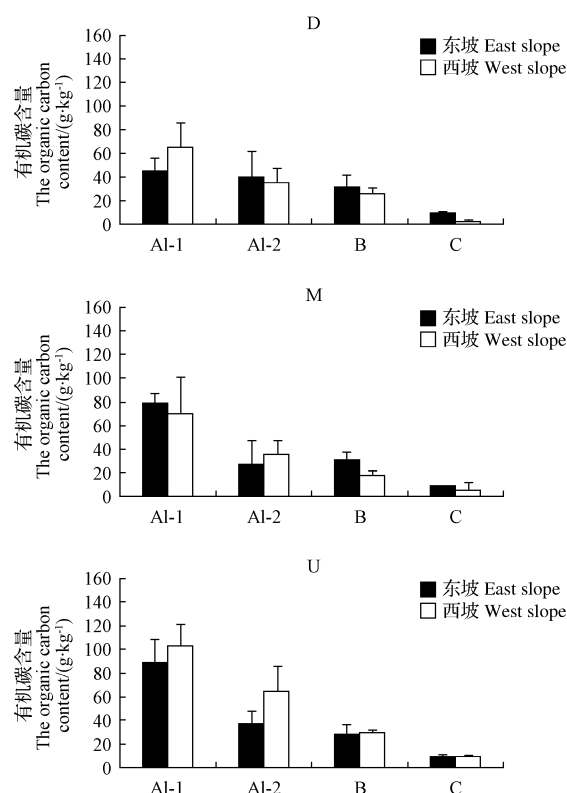 D
160
140
120
100
80
60
40
20
0
有机碳含量
The organic carbon
content/(g·kg⁻¹)
东坡 East slope
西坡 West slope
Al-1 Al-2 B C
M
160
140
120
100
80
60
40
20
0
有机碳含量
The organic carbon
content/(g·kg⁻¹)
东坡 East slope
西坡 West slope
Al-1 Al-2 B C
U
160
140
120
100
80
60
40
20
0
有机碳含量
The organic carbon
content/(g·kg⁻¹)
东坡 East slope
西坡 West slope
Al-1 Al-2 B C